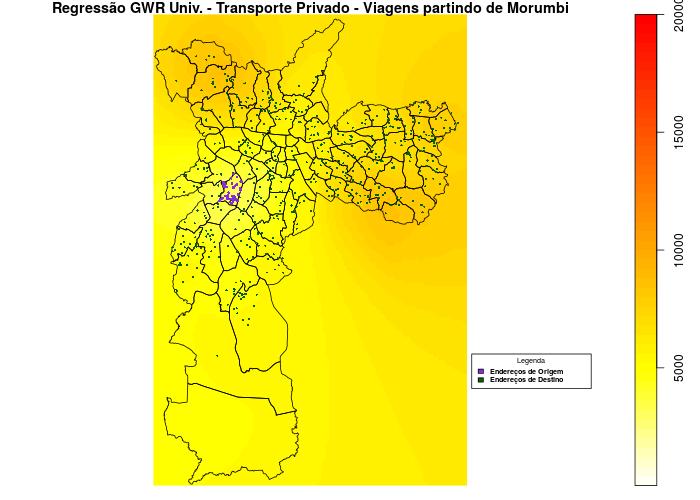 Regressão GWR Univ. - Transporte Privado - Viagens partindo de Morumbi
20000
15000
10000
5000
Legenda
Endereços de Origem
Endereços de Destino